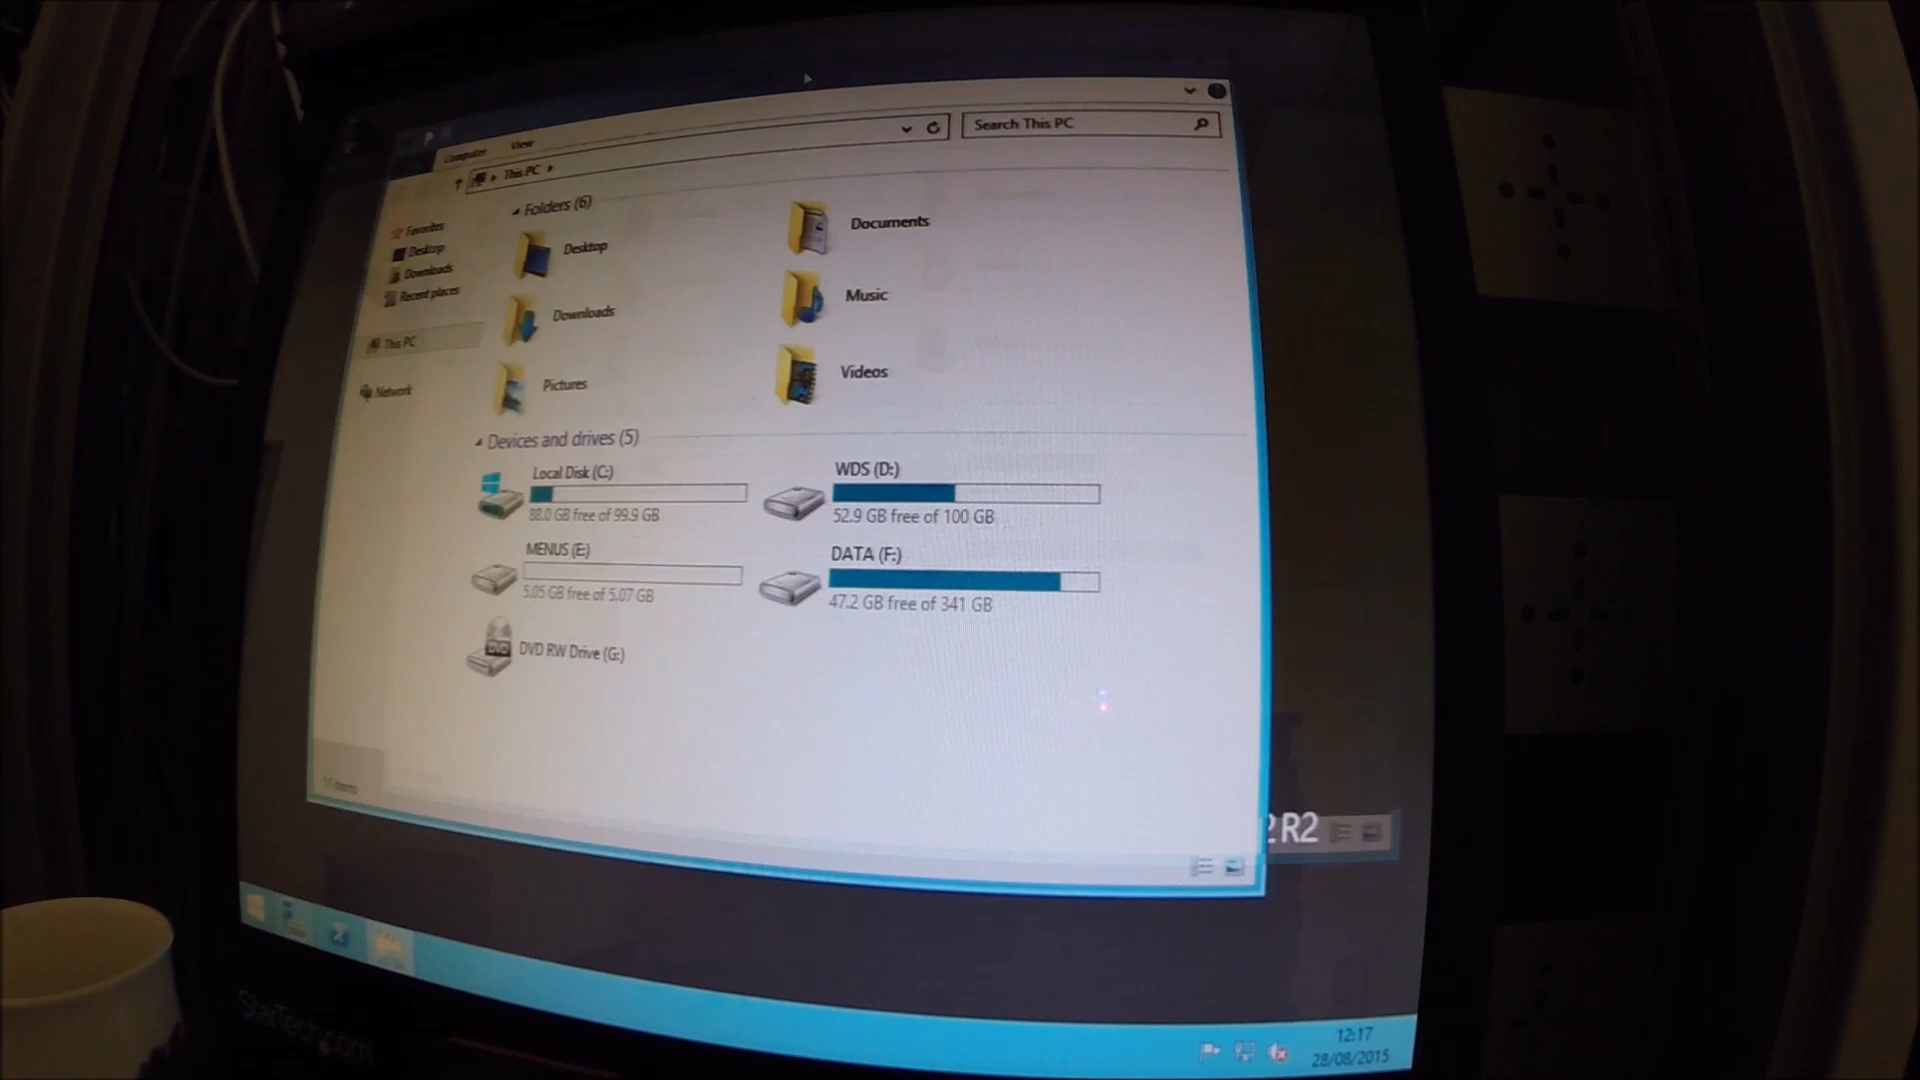 Computer
View
This PC
Search This PC
Favorites
Desktop
Downloads
Recent places
This PC
Network
Folders (6)
Desktop
Documents
Downloads
Music
Pictures
Videos
Devices and drives (5)
Local Disk (C:)
88.0 GB free of 99.9 GB
WDS (D:)
52.9 GB free of 100 GB
MENUS (E:)
5.05 GB free of 5.07 GB
DATA (F:)
47.2 GB free of 341 GB
DVD RW Drive (G:)
11 items
2 R2
12:17
28/08/2015
StarTech.com